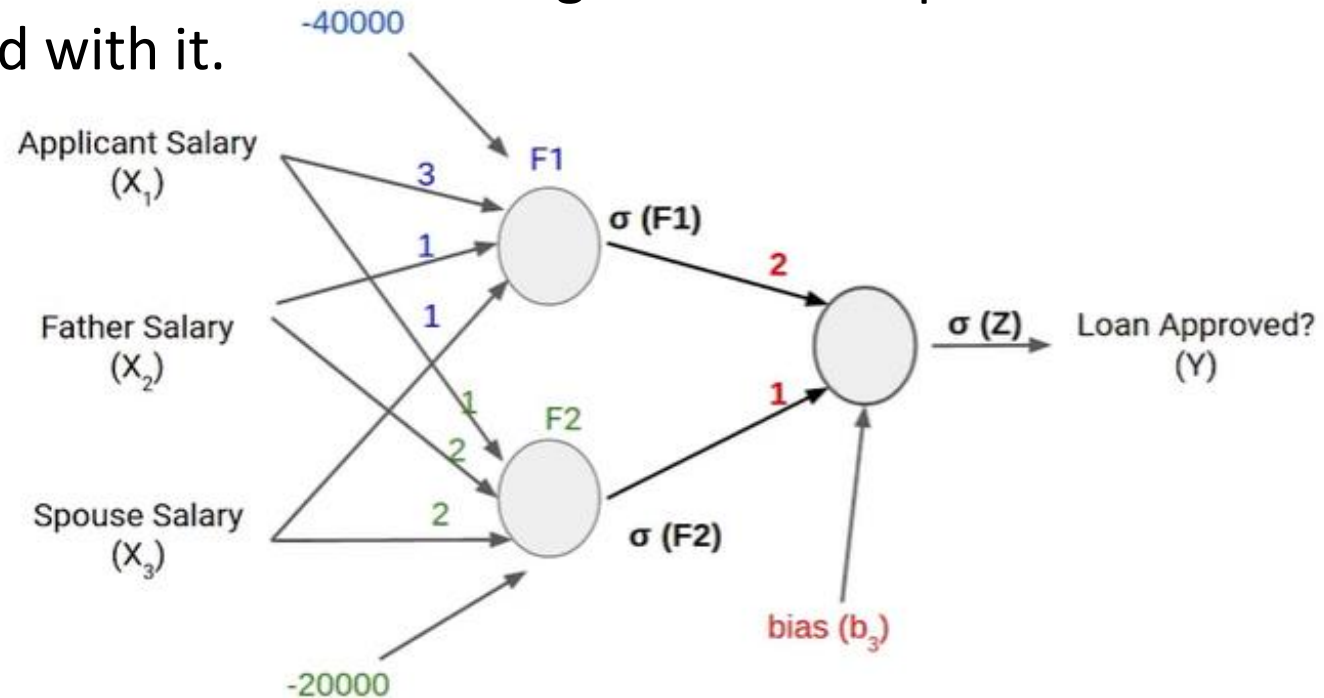 d with it.
-40000
Applicant Salary
(X₁)
3
F1
σ (F1)
1
2
1
Father Salary
(X₂)
σ (Z)
Loan Approved?
(Y)
1
1
F2
2
Spouse Salary
(X₃)
2
σ (F2)
bias (b₃)
-20000